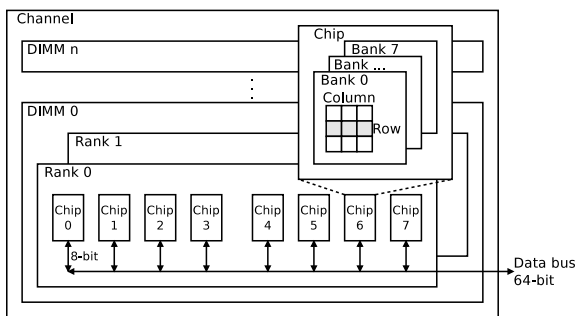 Channel
DIMM n
Chip
Bank 7
Bank ...
Bank 0
Column
Row
DIMM 0
Rank 1
Rank 0
Chip 0
Chip 1
Chip 2
Chip 3
Chip 4
Chip 5
Chip 6
Chip 7
8-bit
Data bus
64-bit